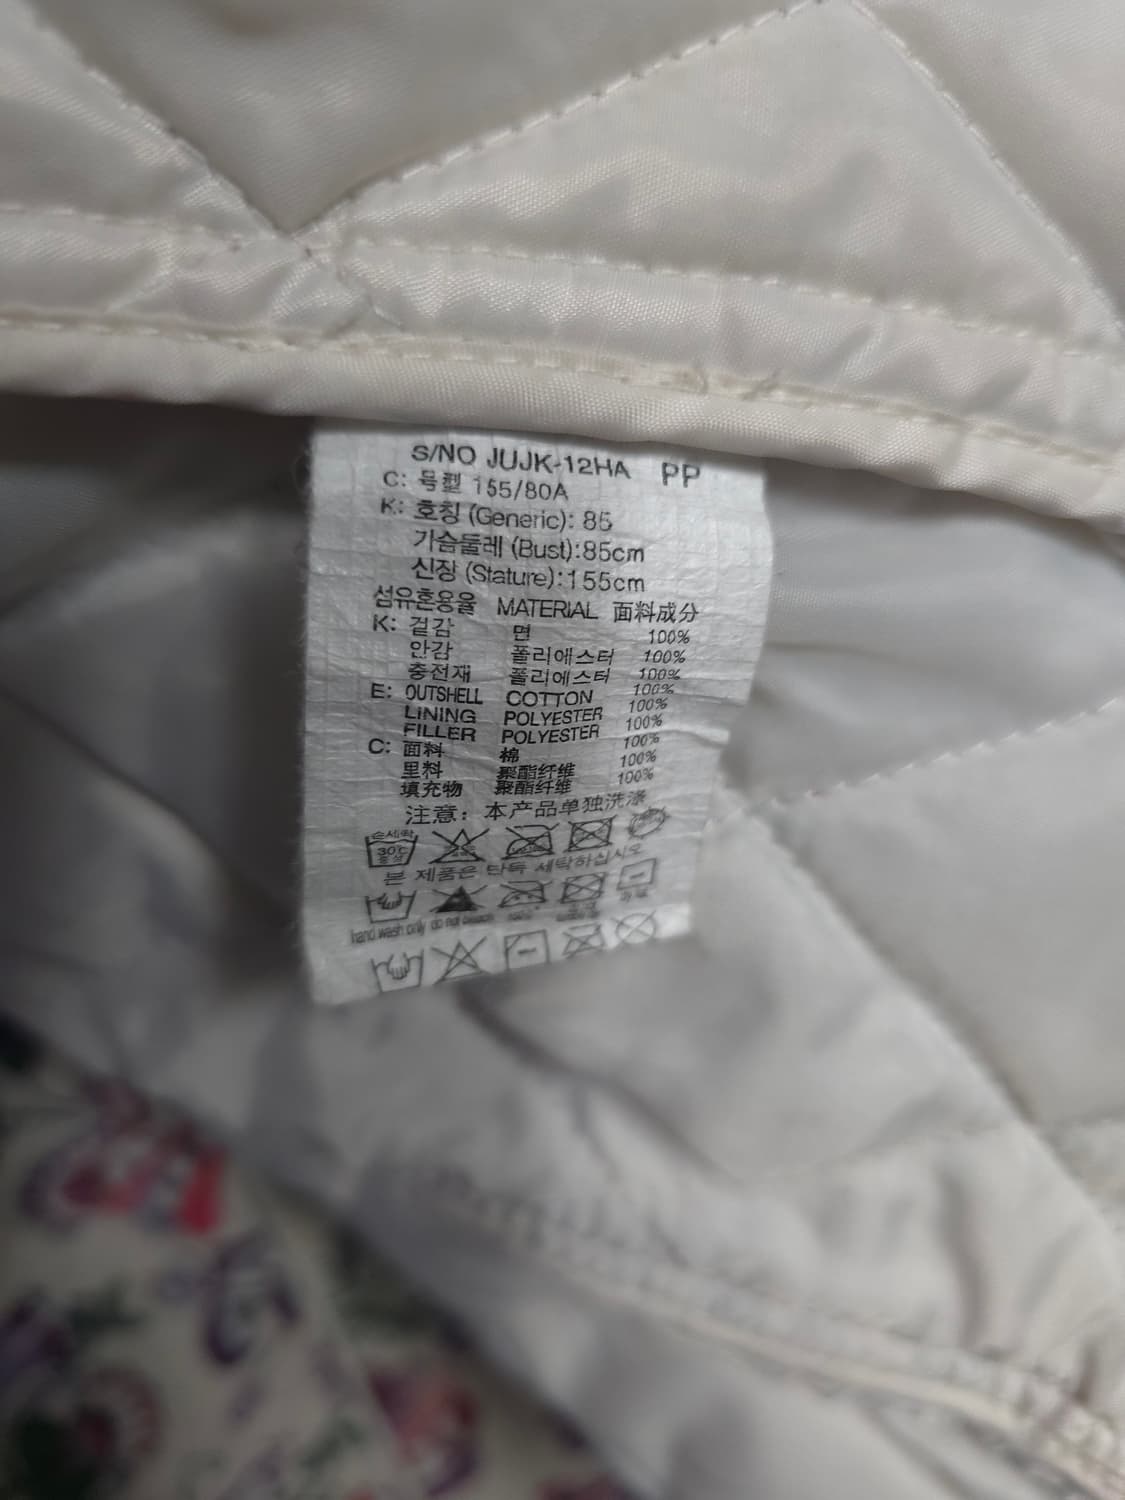 S/NO JUJK-12HA PP
C: 号型 155/80A
K: 호칭 (Generic): 85
가슴둘레 (Bust):85cm
신장 (Stature):155cm
섬유혼용율 MATERIAL 面料成分
K: 겉감 면 100%
안감 폴리에스터 100%
충전재 폴리에스터 100%
E: OUTSHELL COTTON 100%
LINING POLYESTER 100%
FILLER POLYESTER 100%
C: 面料 棉 100%
里料 聚酯纤维 100%
填充物 聚酯纤维 100%
注意: 本产品单独洗涤
손세탁
30℃
중성
본 제품은 단독 세탁하십시오
hand wash only do not bleach